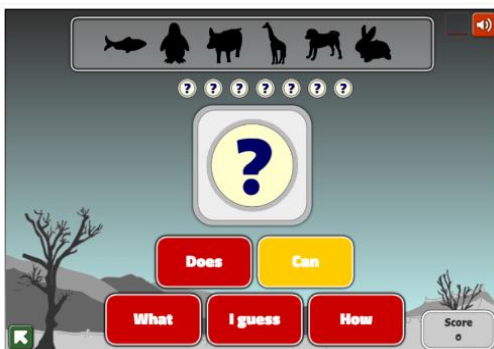 ? ? ? ? ? ? ?
?
Does Can
What I guess How
Score
0